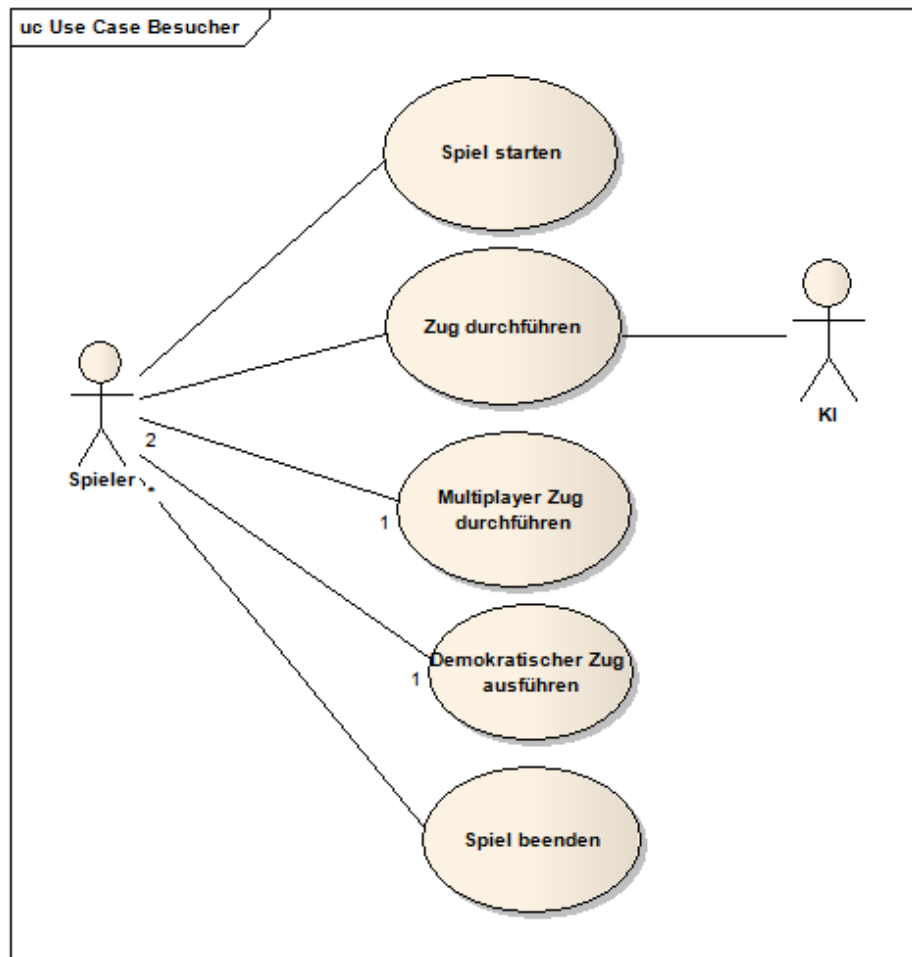 uc Use Case Besucher
Spiel starten
Zug durchführen
KI
Spieler
2
*
Multiplayer Zug
durchführen
1
Demokratischer Zug
ausführen
1
Spiel beenden